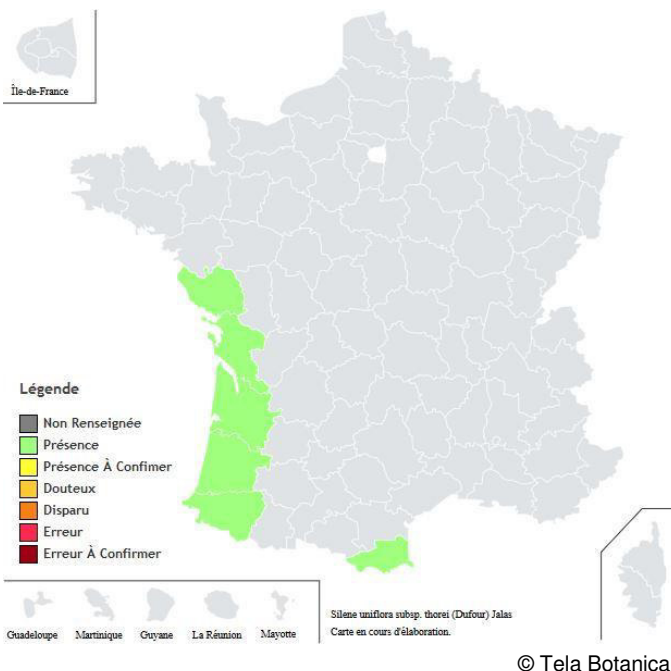 Île-de-France
Légende
Non Renseignée
Présence
Présence À Confimer
Douteux
Disparu
Erreur
Erreur À Confirmer
Guadeloupe Martinique Guyane La Réunion Mayotte
Silene uniflora subsp. thorei (Dufour) Jalas
Carte en cours d'élaboration.
© Tela Botanica